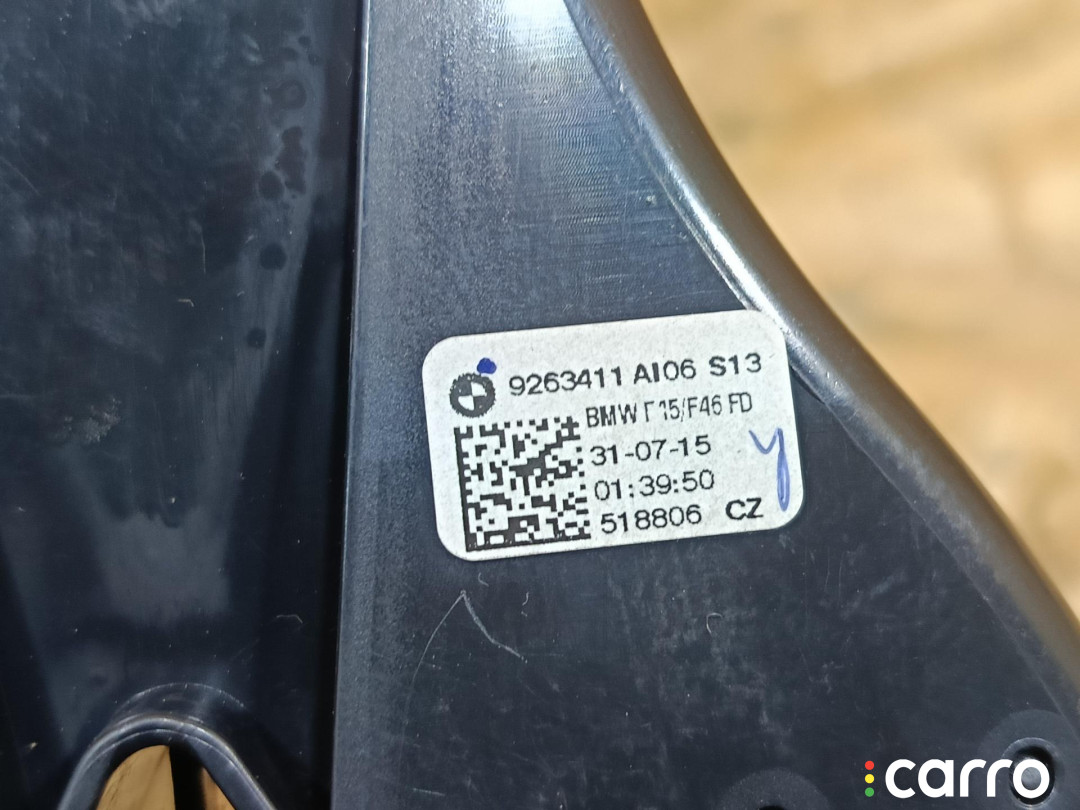 9263411 AI06 S13
BMW F15/F46 FD
31-07-15
01:39:50
518806 CZ
y
carro